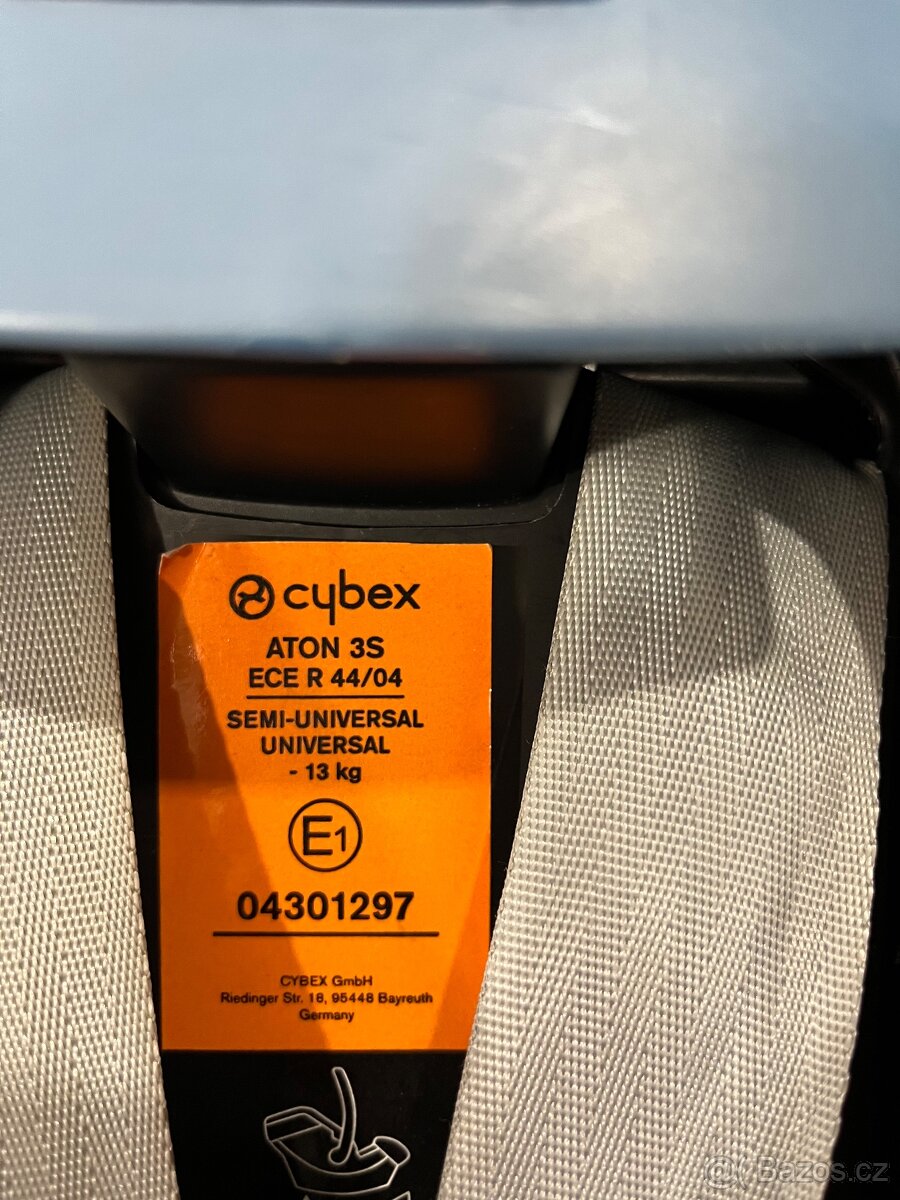 cybex
ATON 3S
ECE R 44/04
SEMI-UNIVERSAL
UNIVERSAL
- 13 kg
E1
04301297
CYBEX GmbH
Riedinger Str. 18, 95448 Bayreuth
Germany
Bazos.cz